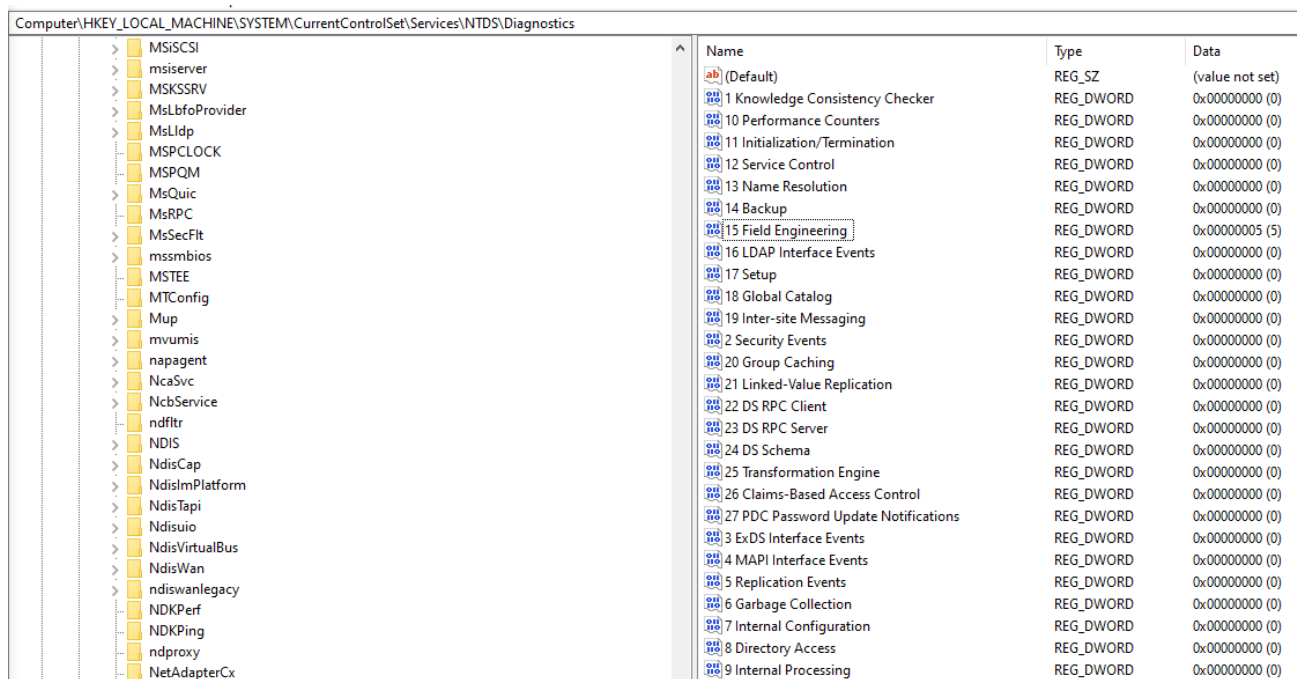 Computer\HKEY_LOCAL_MACHINE\SYSTEM\CurrentControlSet\Services\NTDS\Diagnostics
MSiSCSI
msiserver
MSKSSRV
MsLbfoProvider
MsLldp
MSPCLOCK
MSPQM
MsQuic
MsRPC
MsSecFlt
mssmbios
MSTEE
MTConfig
Mup
mvumis
napagent
NcaSvc
NcbService
ndfltr
NDIS
NdisCap
NdisImPlatform
NdisTapi
Ndisuio
NdisVirtualBus
NdisWan
ndiswanlegacy
NDKPerf
NDKPing
ndproxy
NetAdapterCx
Name Type Data
(Default) REG_SZ (value not set)
1 Knowledge Consistency Checker REG_DWORD 0x00000000 (0)
10 Performance Counters REG_DWORD 0x00000000 (0)
11 Initialization/Termination REG_DWORD 0x00000000 (0)
12 Service Control REG_DWORD 0x00000000 (0)
13 Name Resolution REG_DWORD 0x00000000 (0)
14 Backup REG_DWORD 0x00000000 (0)
15 Field Engineering REG_DWORD 0x00000005 (5)
16 LDAP Interface Events REG_DWORD 0x00000000 (0)
17 Setup REG_DWORD 0x00000000 (0)
18 Global Catalog REG_DWORD 0x00000000 (0)
19 Inter-site Messaging REG_DWORD 0x00000000 (0)
2 Security Events REG_DWORD 0x00000000 (0)
20 Group Caching REG_DWORD 0x00000000 (0)
21 Linked-Value Replication REG_DWORD 0x00000000 (0)
22 DS RPC Client REG_DWORD 0x00000000 (0)
23 DS RPC Server REG_DWORD 0x00000000 (0)
24 DS Schema REG_DWORD 0x00000000 (0)
25 Transformation Engine REG_DWORD 0x00000000 (0)
26 Claims-Based Access Control REG_DWORD 0x00000000 (0)
27 PDC Password Update Notifications REG_DWORD 0x00000000 (0)
3 ExDS Interface Events REG_DWORD 0x00000000 (0)
4 MAPI Interface Events REG_DWORD 0x00000000 (0)
5 Replication Events REG_DWORD 0x00000000 (0)
6 Garbage Collection REG_DWORD 0x00000000 (0)
7 Internal Configuration REG_DWORD 0x00000000 (0)
8 Directory Access REG_DWORD 0x00000000 (0)
9 Internal Processing REG_DWORD 0x00000000 (0)